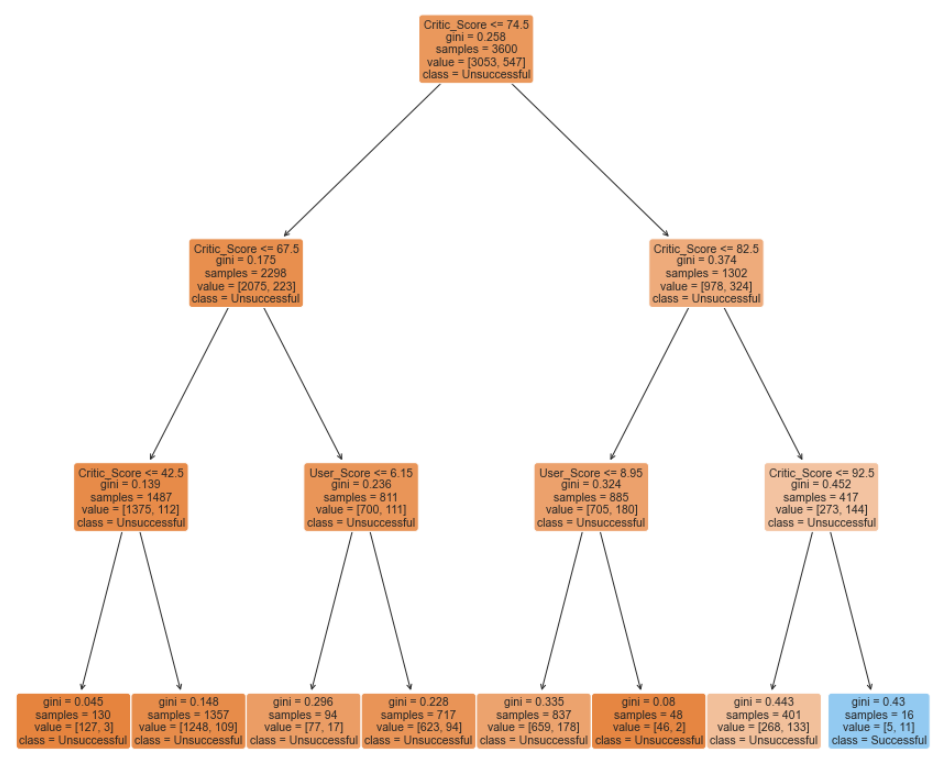 Critic_Score <= 74.5
gini = 0.258
samples = 3600
value = [3053, 547]
class = Unsuccessful
Critic_Score <= 67.5
gini = 0.175
samples = 2298
value = [2075, 223]
class = Unsuccessful
Critic_Score <= 82.5
gini = 0.374
samples = 1302
value = [978, 324]
class = Unsuccessful
Critic_Score <= 42.5
gini = 0.139
samples = 1487
value = [1375, 112]
class = Unsuccessful
User_Score <= 6.15
gini = 0.236
samples = 811
value = [700, 111]
class = Unsuccessful
User_Score <= 8.95
gini = 0.324
samples = 885
value = [705, 180]
class = Unsuccessful
Critic_Score <= 92.5
gini = 0.452
samples = 417
value = [273, 144]
class = Unsuccessful
gini = 0.045
samples = 130
value = [127, 3]
class = Unsuccessful
gini = 0.148
samples = 1357
value = [1248, 109]
class = Unsuccessful
gini = 0.296
samples = 94
value = [77, 17]
class = Unsuccessful
gini = 0.228
samples = 717
value = [623, 94]
class = Unsuccessful
gini = 0.335
samples = 837
value = [659, 178]
class = Unsuccessful
gini = 0.08
samples = 48
value = [46, 2]
class = Unsuccessful
gini = 0.443
samples = 401
value = [268, 133]
class = Unsuccessful
gini = 0.43
samples = 16
value = [5, 11]
class = Successful